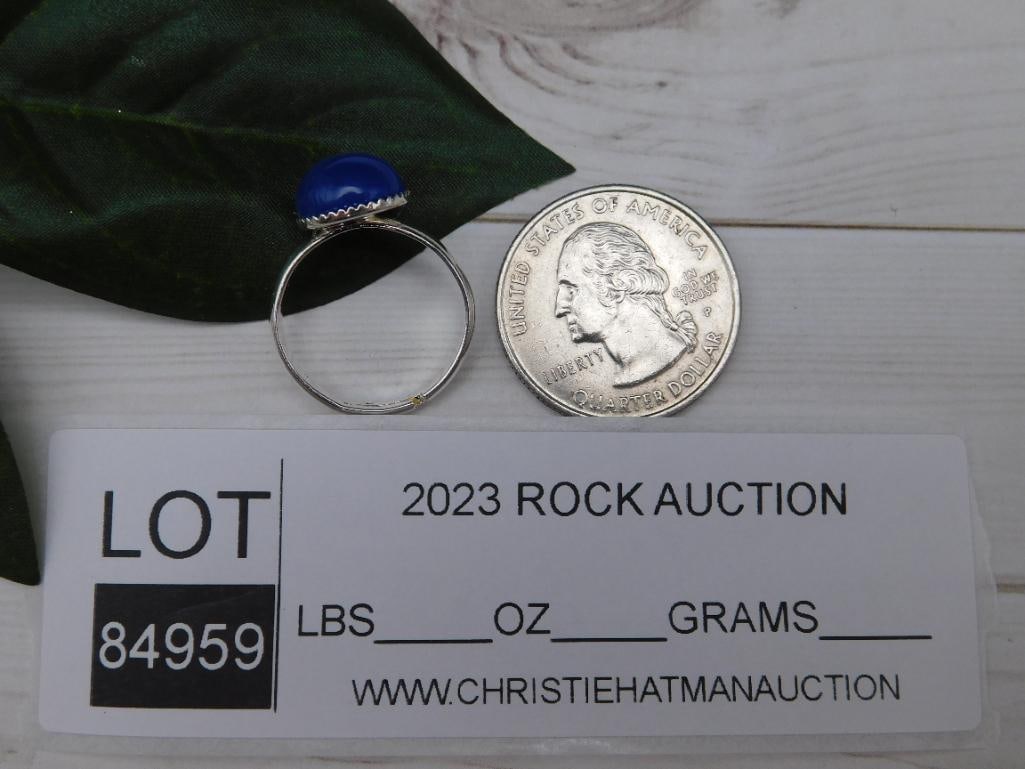 UNITED STATES OF AMERICA
IN
GOD WE
TRUST
P
LIBERTY
QUARTER DOLLAR
LOT
84959
2023 ROCK AUCTION
LBS_____OZ_____GRAMS_____
WWW.CHRISTIEHATMANAUCTION